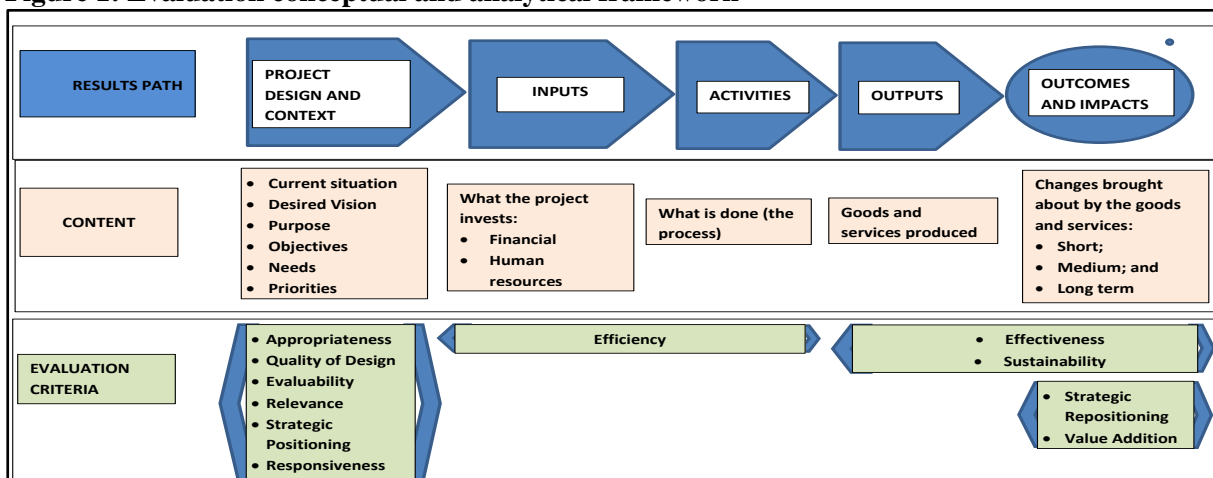 Figure 1: Evaluation conceptual and analytical framework
RESULTS PATH
PROJECT
DESIGN AND
CONTEXT
INPUTS
ACTIVITIES
OUTPUTS
OUTCOMES
AND IMPACTS
CONTENT
• Current situation
• Desired Vision
• Purpose
• Objectives
• Needs
• Priorities
What the project
invests:
• Financial
• Human
resources
What is done (the
process)
Goods and
services produced
Changes brought
about by the goods
and services:
• Short;
• Medium; and
• Long term
EVALUATION
CRITERIA
• Appropriateness
• Quality of Design
• Evaluability
• Relevance
• Strategic
Positioning
• Responsiveness
Efficiency
• Effectiveness
• Sustainability
• Strategic
Repositioning
• Value Addition